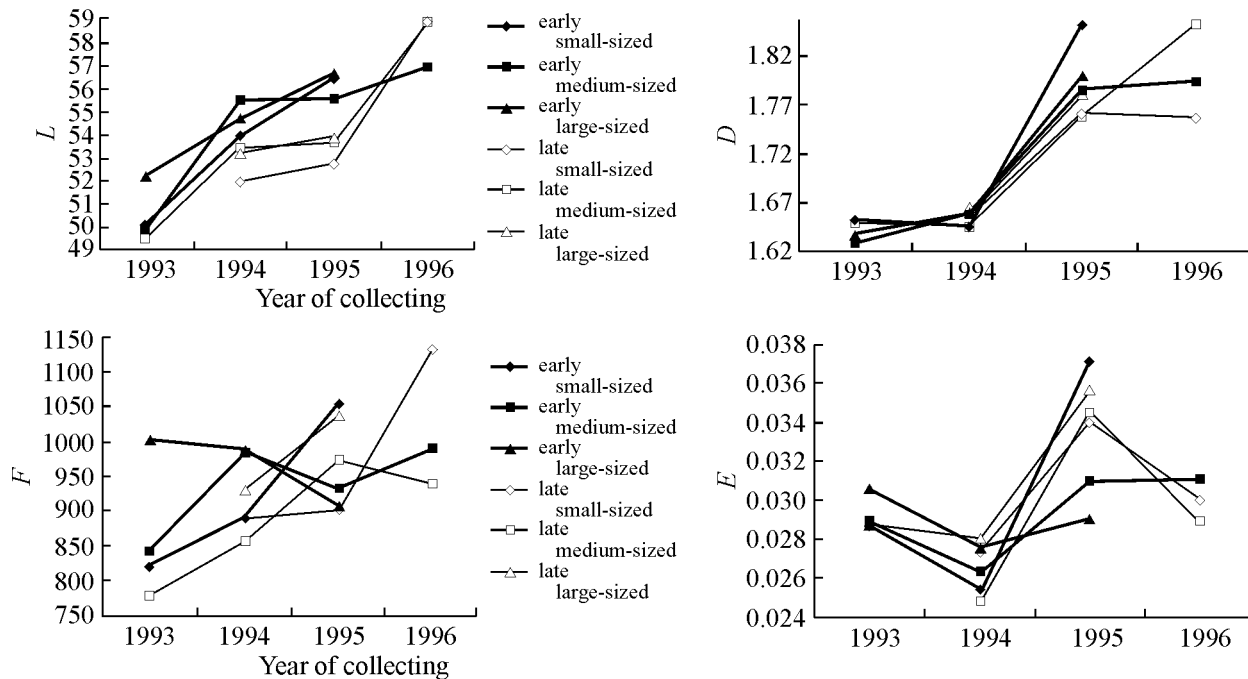 L
59
58
57
56
55
54
53
52
51
50
49
1993 1994 1995 1996
Year of collecting
early
small-sized
early
medium-sized
early
large-sized
late
small-sized
late
medium-sized
late
large-sized
D
1.82
1.77
1.72
1.67
1.62
1993 1994 1995 1996
F
1150
1100
1050
1000
950
900
850
800
750
1993 1994 1995 1996
Year of collecting
early
small-sized
early
medium-sized
early
large-sized
late
small-sized
late
medium-sized
late
large-sized
E
0.038
0.036
0.034
0.032
0.030
0.028
0.026
0.024
1993 1994 1995 1996